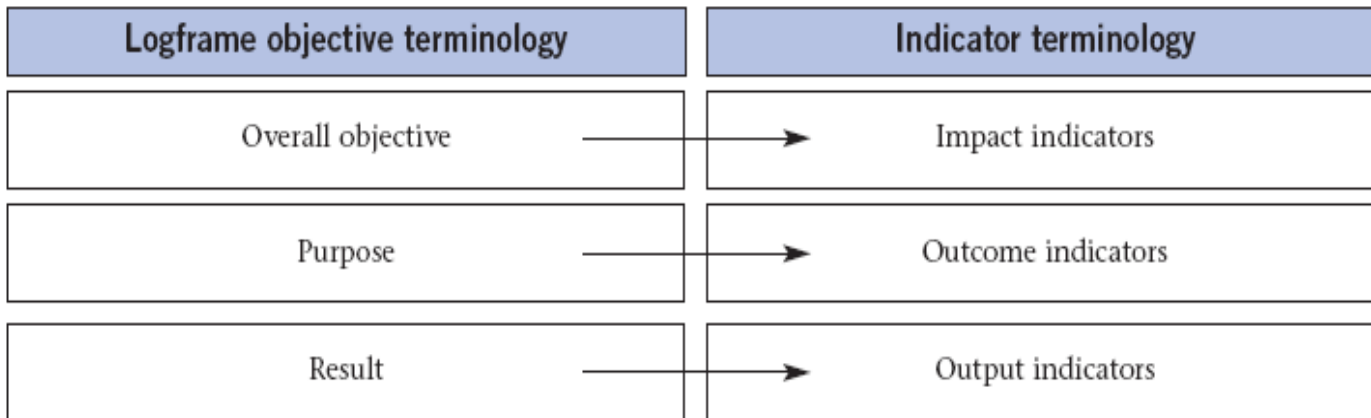 Logframe objective terminology Indicator terminology
Overall objective Impact indicators
Purpose Outcome indicators
Result Output indicators